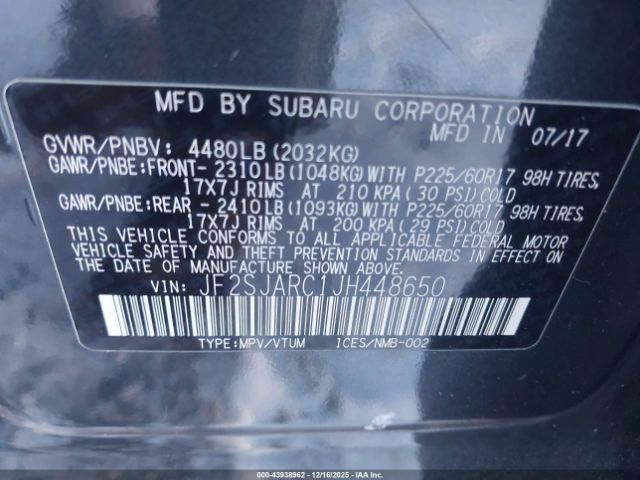 MFD BY SUBARU CORPORATION
MFD IN 07/17
GVWR/PNBV: 4480LB (2032KG)
GAWR/PNBE:FRONT- 2310LB (1048KG) WITH P225/60R17 98H TIRES,
17X7J RIMS AT 210 KPA( 30 PSI) COLD
GAWR/PNBE:REAR - 2410LB (1093KG) WITH P225/60R17 98H TIRES,
17X7J RIMS AT 200 KPA( 29 PSI) COLD
THIS VEHICLE CONFORMS TO ALL APPLICABLE FEDERAL MOTOR
VEHICLE SAFETY AND THEFT PREVENTION STANDARDS IN EFFECT
ON THE DATE OF MANUFACTURE SHOWN ABOVE.
VIN: JF2SJARC1JH448650
TYPE:MPV/VTUM ICES/NMB-002
000-43938962 - 12/16/2025 - IAA Inc.